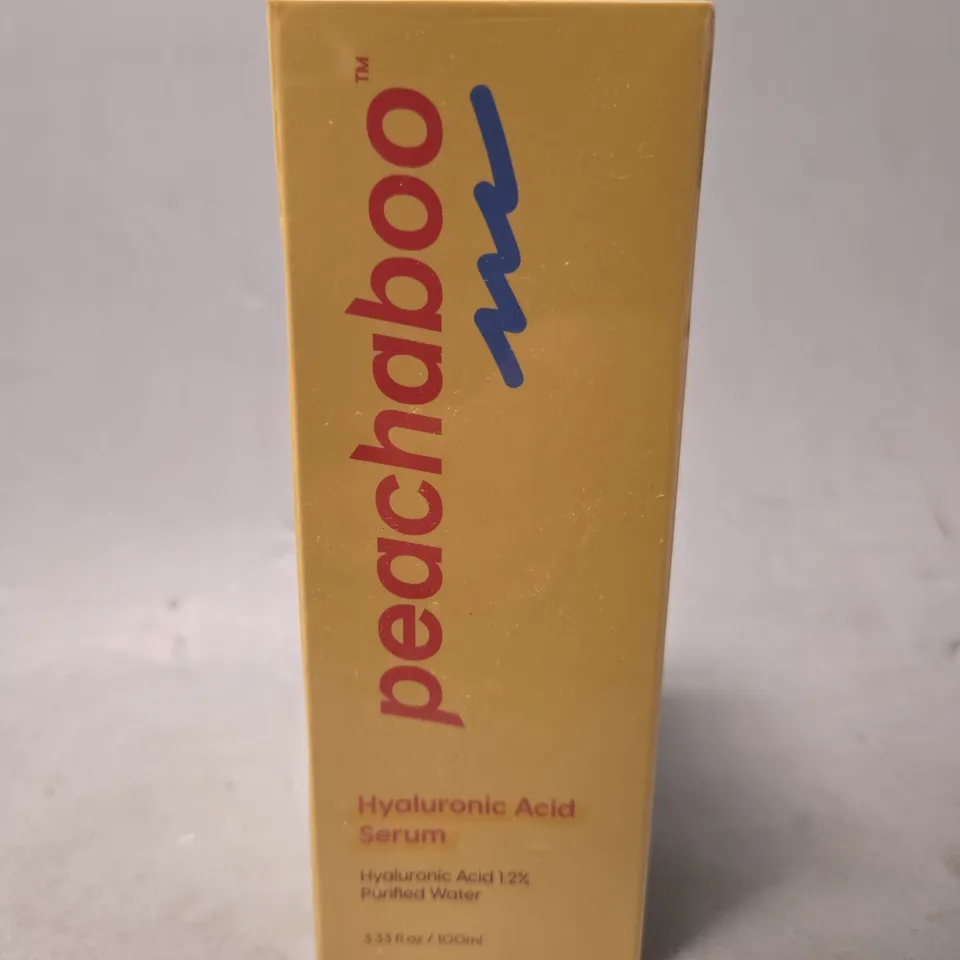 peachaboo™
Hyaluronic Acid
Serum
Hyaluronic Acid 1.2%
Purified Water
3.33 fl oz / 100ml